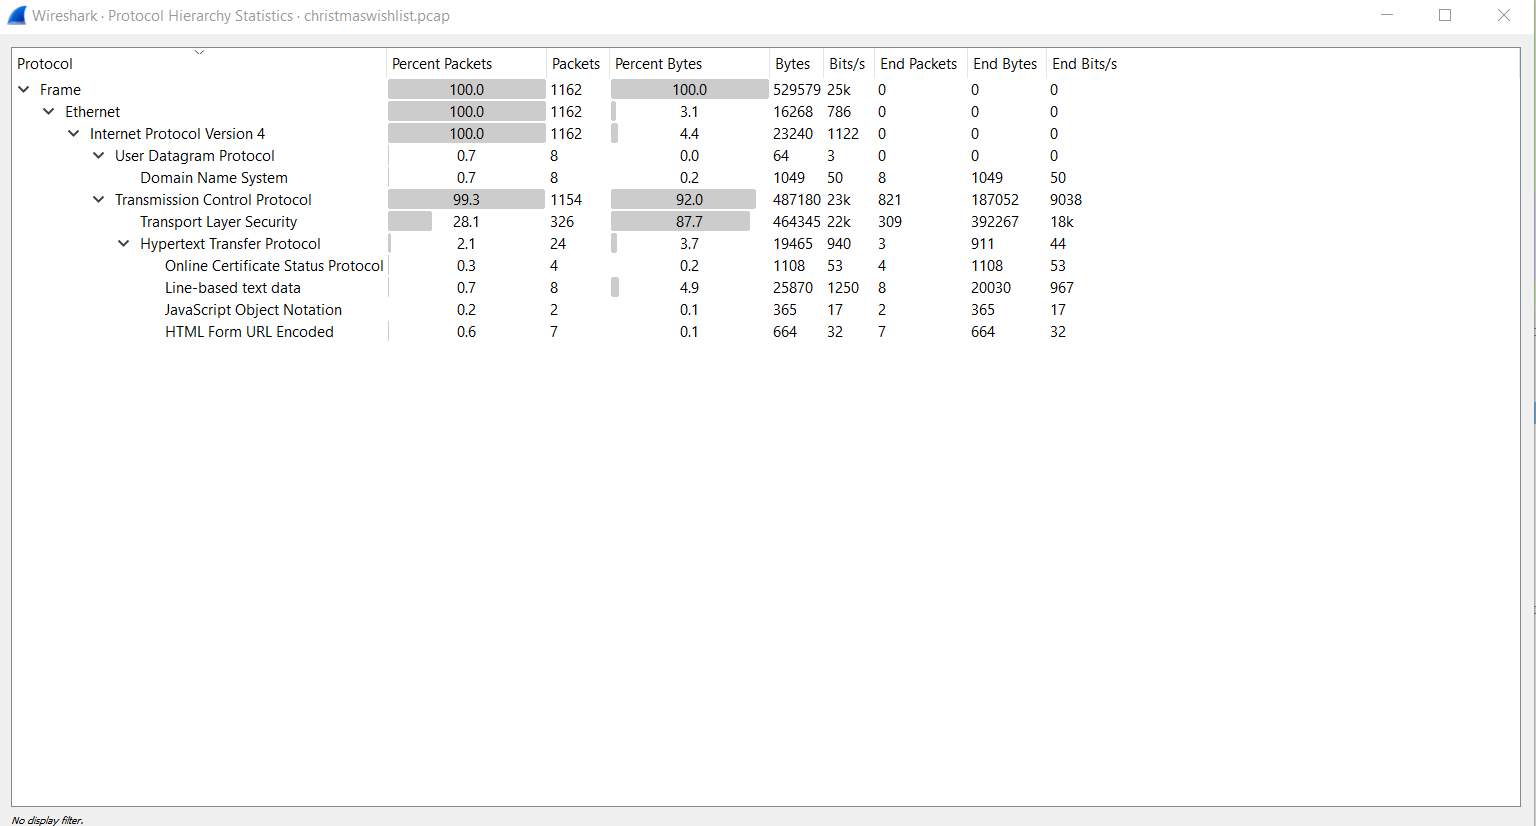 Wireshark · Protocol Hierarchy Statistics · christmaswishlist.pcap
Protocol Percent Packets Packets Percent Bytes Bytes Bits/s End Packets End Bytes End Bits/s
Frame 100.0 1162 100.0 529579 25k 0 0 0
Ethernet 100.0 1162 3.1 16268 786 0 0 0
Internet Protocol Version 4 100.0 1162 4.4 23240 1122 0 0 0
User Datagram Protocol 0.7 8 0.0 64 3 0 0 0
Domain Name System 0.7 8 0.2 1049 50 8 1049 50
Transmission Control Protocol 99.3 1154 92.0 487180 23k 821 187052 9038
Transport Layer Security 28.1 326 87.7 464345 22k 309 392267 18k
Hypertext Transfer Protocol 2.1 24 3.7 19465 940 3 911 44
Online Certificate Status Protocol 0.3 4 0.2 1108 53 4 1108 53
Line-based text data 0.7 8 4.9 25870 1250 8 20030 967
JavaScript Object Notation 0.2 2 0.1 365 17 2 365 17
HTML Form URL Encoded 0.6 7 0.1 664 32 7 664 32
No display filter.